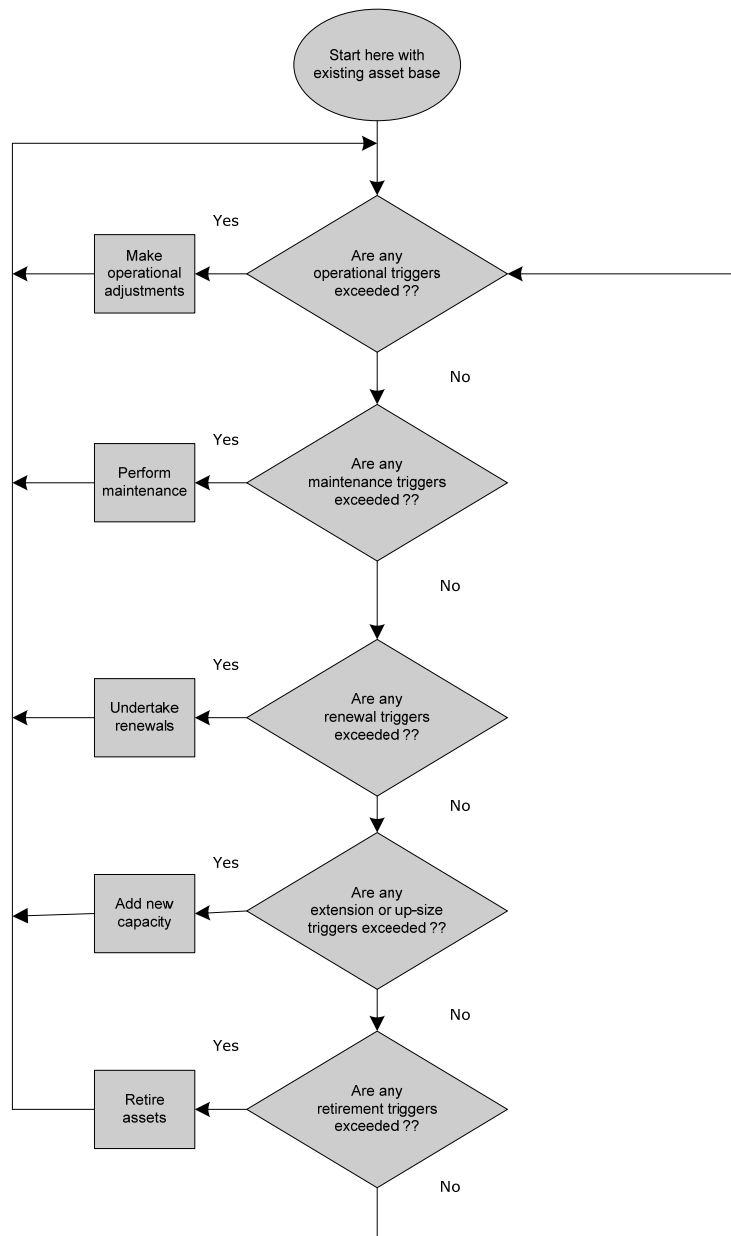 Start here with
existing asset base
Yes
Make
operational
adjustments
Are any
operational triggers
exceeded ??
No
Yes
Perform
maintenance
Are any
maintenance triggers
exceeded ??
No
Yes
Undertake
renewals
Are any
renewal triggers
exceeded ??
No
Yes
Add new
capacity
Are any
extension or up-size
triggers exceeded ??
No
Yes
Retire
assets
Are any
retirement triggers
exceeded ??
No